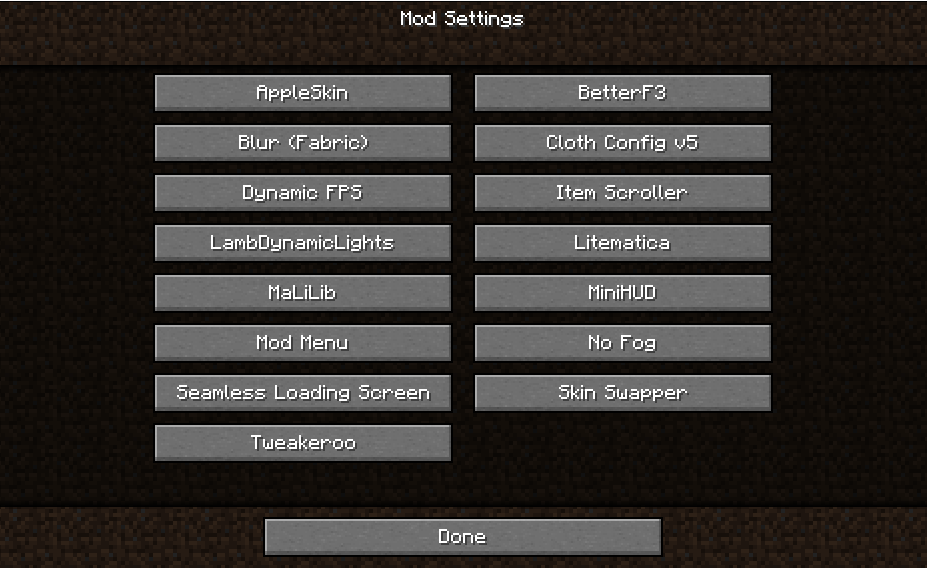 Mod Settings
AppleSkin
BetterF3
Blur (Fabric)
Cloth Config v5
Dynamic FPS
Item Scroller
LambDynamicLights
Litematica
MaLiLib
MiniHUD
Mod Menu
No Fog
Seamless Loading Screen
Skin Swapper
Tweakeroo
Done